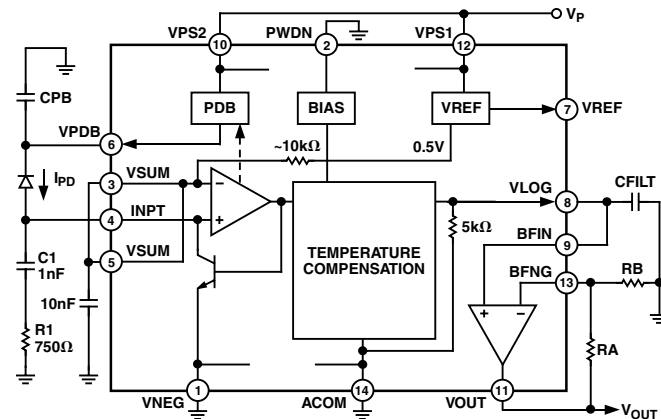 VP
VPS2
PWDN
VPS1
10
2
12
CPB
PDB
BIAS
VREF
7
VREF
VPDB
6
~10kΩ
0.5V
IPD
3
VSUM
−
VLOG
8
CFILT
4
INPT
+
5kΩ
BFIN
9
C1
1nF
5
VSUM
TEMPERATURE
COMPENSATION
BFNG
13
RB
10nF
+
−
R1
750Ω
RA
1
14
11
VNEG
ACOM
VOUT
VOUT